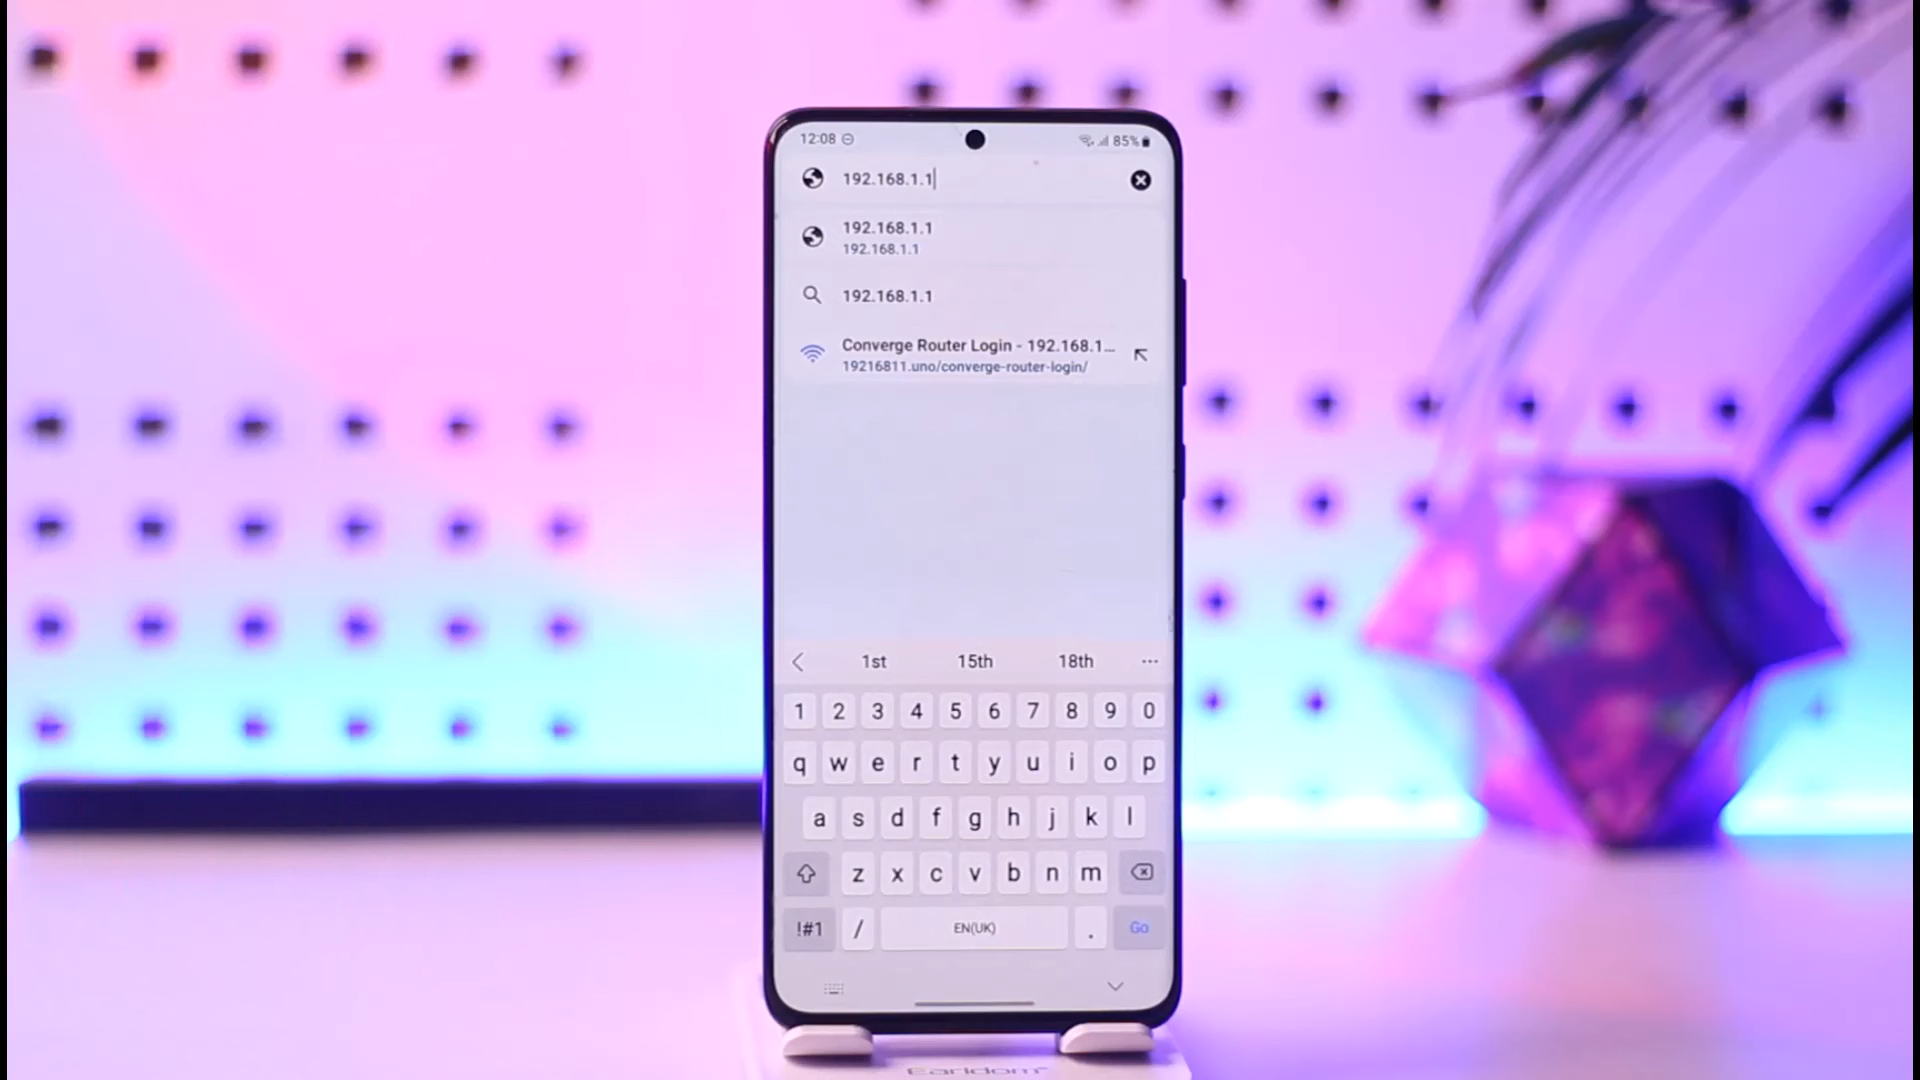 12:08 85%
192.168.1.1
192.168.1.1
192.168.1.1
192.168.1.1
Converge Router Login - 192.168.1...
19216811.uno/converge-router-login/
1st 15th 18th ...
1 2 3 4 5 6 7 8 9 0
q w e r t y u i o p
a s d f g h j k l
z x c v b n m
!#1 / EN(UK) . Go
Earldom